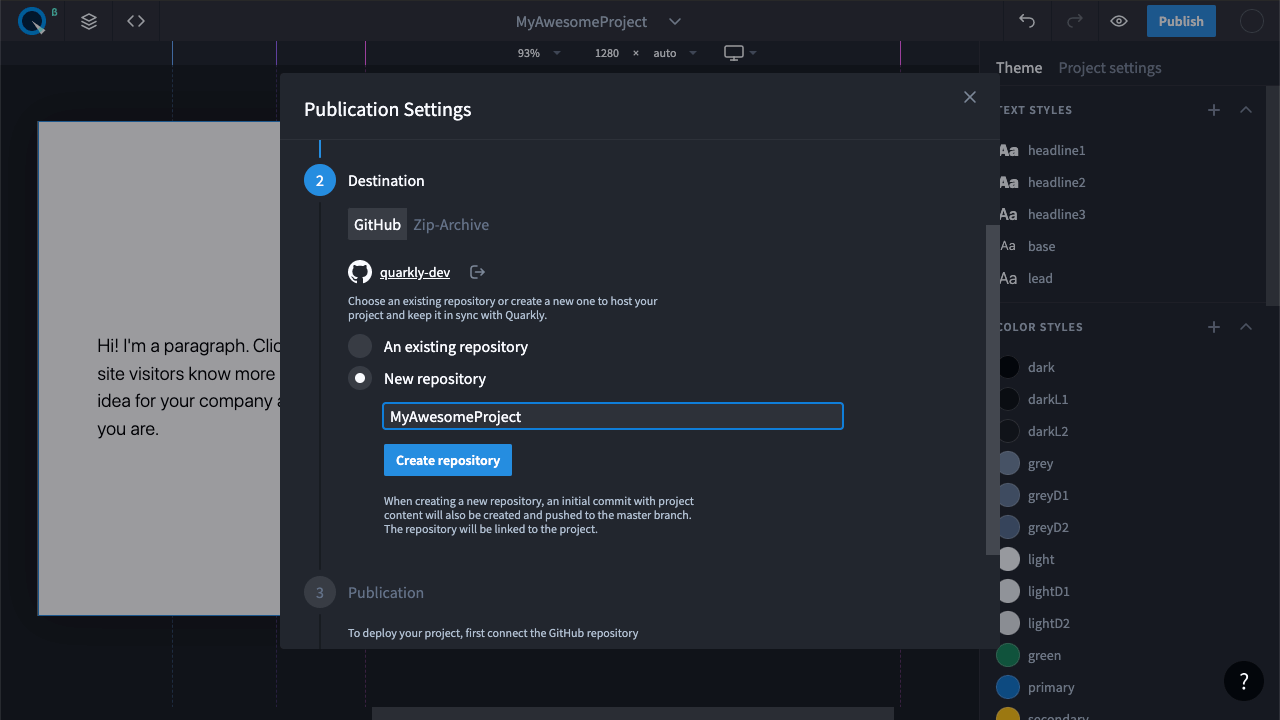 β
MyAwesomeProject
Publish
93%
1280 × auto
Theme
Project settings
Publication Settings
TEXT STYLES
Aa headline1
Aa headline2
Aa headline3
Aa base
Aa lead
COLOR STYLES
dark
darkL1
darkL2
grey
greyD1
greyD2
light
lightD1
lightD2
green
primary
secondary
2 Destination
GitHub Zip-Archive
quarkly-dev
Choose an existing repository or create a new one to host your
project and keep it in sync with Quarkly.
An existing repository
New repository
MyAwesomeProject
Create repository
When creating a new repository, an initial commit with project
content will also be created and pushed to the master branch.
The repository will be linked to the project.
3 Publication
To deploy your project, first connect the GitHub repository
Hi! I'm a paragraph. Clic
site visitors know more
idea for your company a
you are.
?